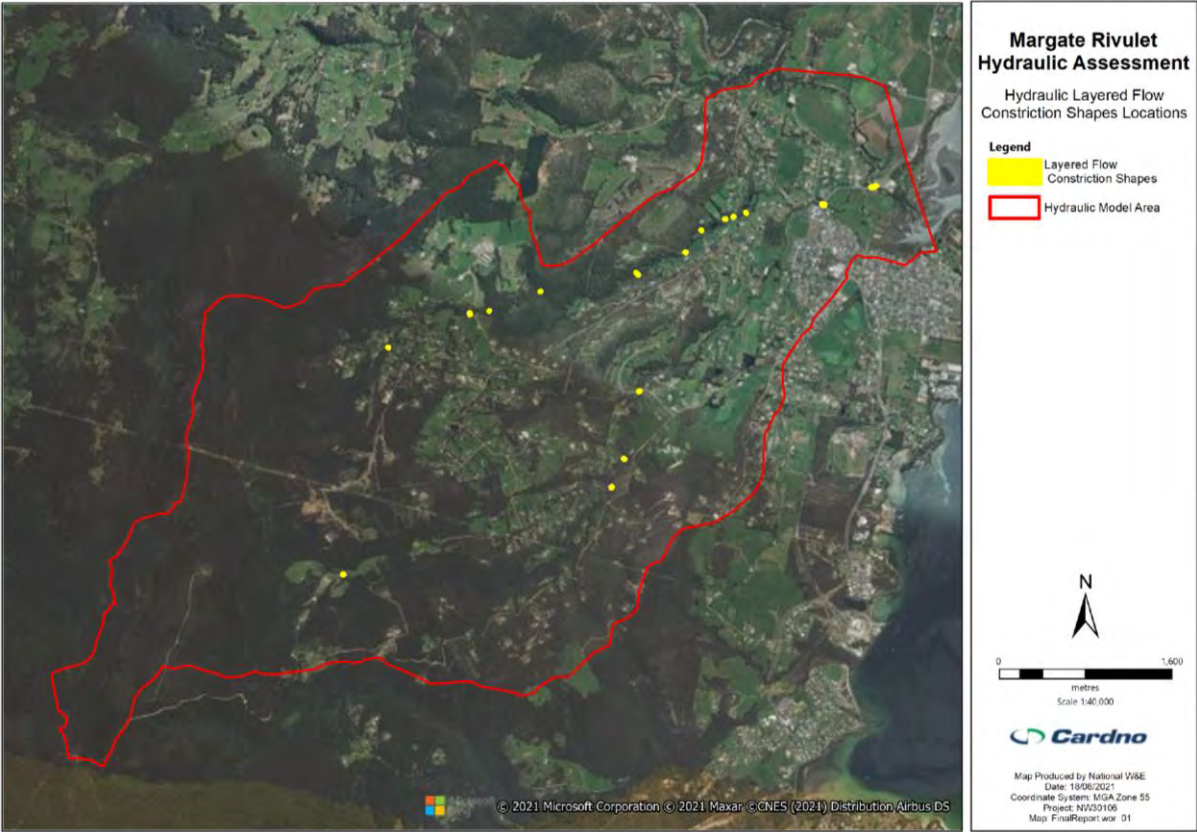 Margate Rivulet
Hydraulic Assessment
Hydraulic Layered Flow
Constriction Shapes Locations
Legend
Layered Flow
Constriction Shapes
Hydraulic Model Area
N
0 1,600
metres
Scale 1:40,000
Cardno
Map Produced by National W&E
Date: 18/06/2021
Coordinate System: MGA Zone 55
Project: NW30106
Map: FinalReport.wor 01
© 2021 Microsoft Corporation © 2021 Maxar ©CNES (2021) Distribution Airbus DS